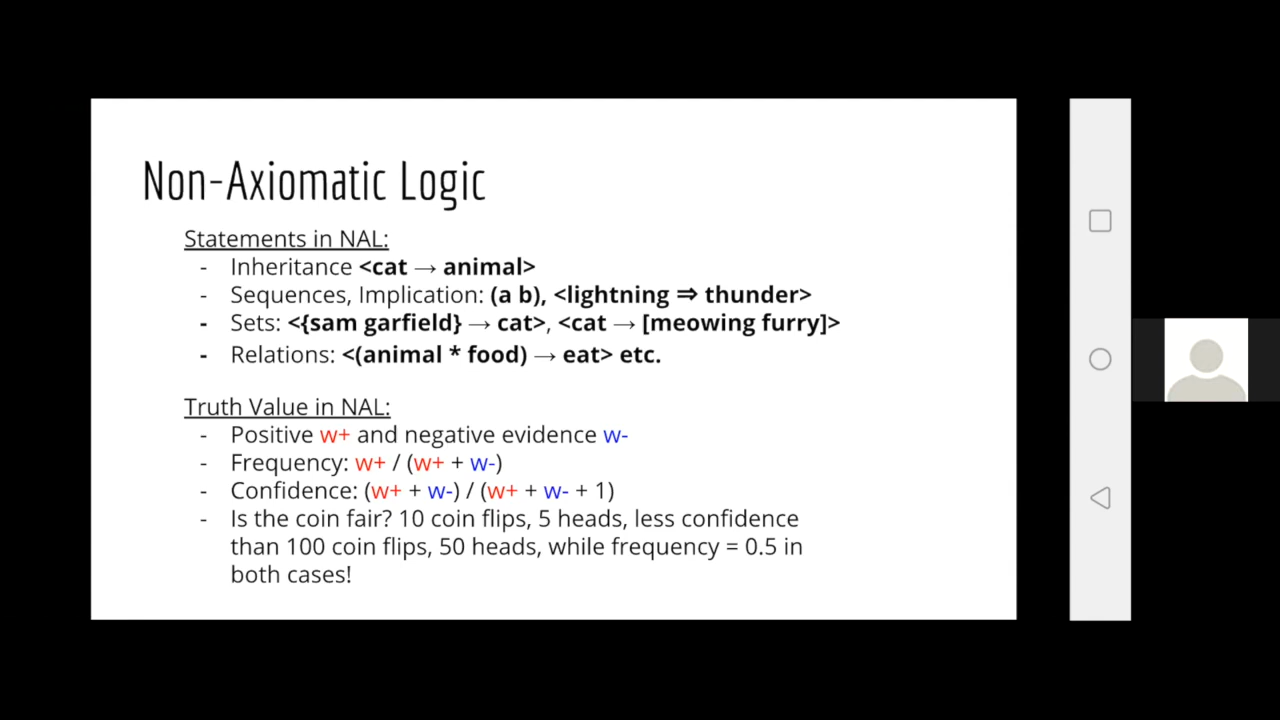 Non-Axiomatic Logic
Statements in NAL:
- Inheritance <cat → animal>
- Sequences, Implication: (a b), <lightning ⇒ thunder>
- Sets: <{sam garfield} → cat>, <cat → [meowing furry]>
- Relations: <(animal * food) → eat> etc.
Truth Value in NAL:
- Positive w+ and negative evidence w-
- Frequency: w+ / (w+ + w-)
- Confidence: (w+ + w-) / (w+ + w- + 1)
- Is the coin fair? 10 coin flips, 5 heads, less confidence
than 100 coin flips, 50 heads, while frequency = 0.5 in
both cases!